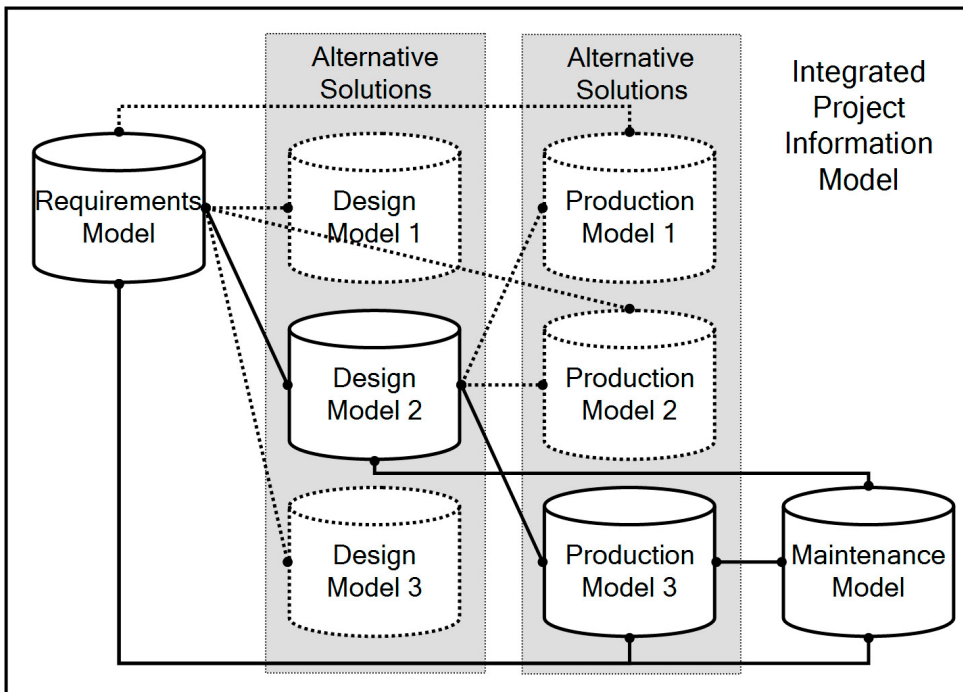 Alternative
Solutions
Alternative
Solutions
Integrated
Project
Information
Model
Requirements
Model
Design
Model 1
Production
Model 1
Design
Model 2
Production
Model 2
Design
Model 3
Production
Model 3
Maintenance
Model